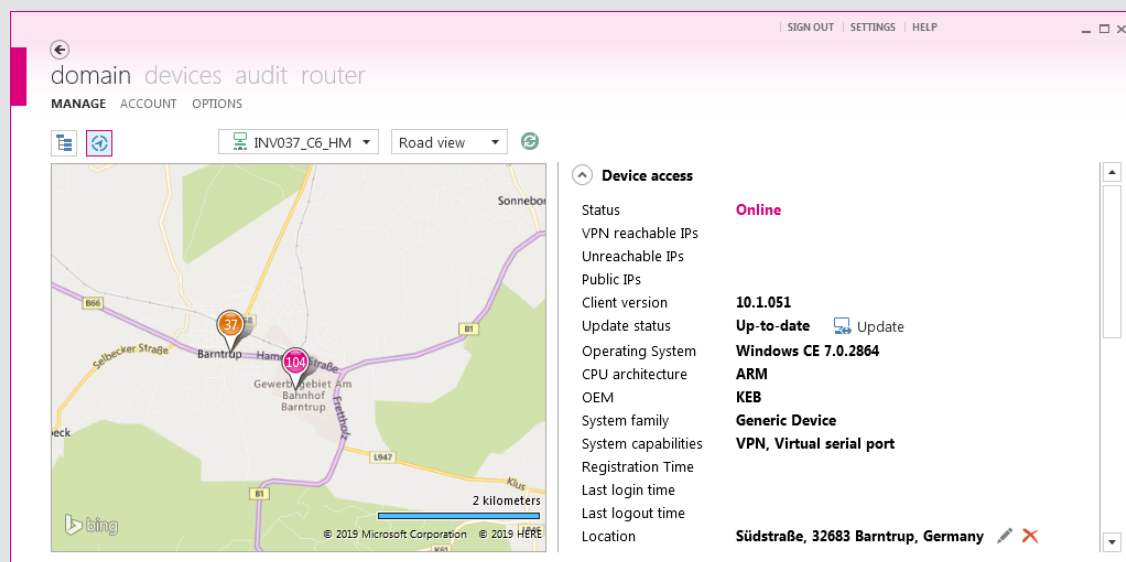 SIGN OUT SETTINGS HELP
domain devices audit router
MANAGE ACCOUNT OPTIONS
INV037_C6_HM Road view
Device access
Status Online
VPN reachable IPs
Unreachable IPs
Public IPs
Client version 10.1.051
Update status Up-to-date Update
Operating System Windows CE 7.0.2864
CPU architecture ARM
OEM KEB
System family Generic Device
System capabilities VPN, Virtual serial port
Registration Time
Last login time
Last logout time
Location Südstraße, 32683 Barntrup, Germany
Sonnebor
B66
37
B1
Selbecker Straße
Barntrup
104
Gewerbegebiet Am
Bahnhof
Barntrup
Frettholz
L947
Klus
B1
2 kilometers
bing
© 2019 Microsoft Corporation © 2019 HERE